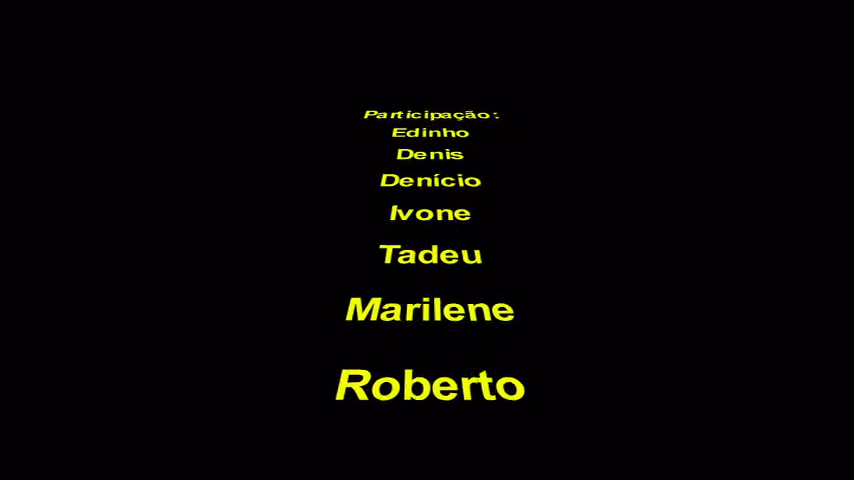 Participação:
Edinho
Denis
Denício
Ivone
Tadeu
Marilene
Roberto